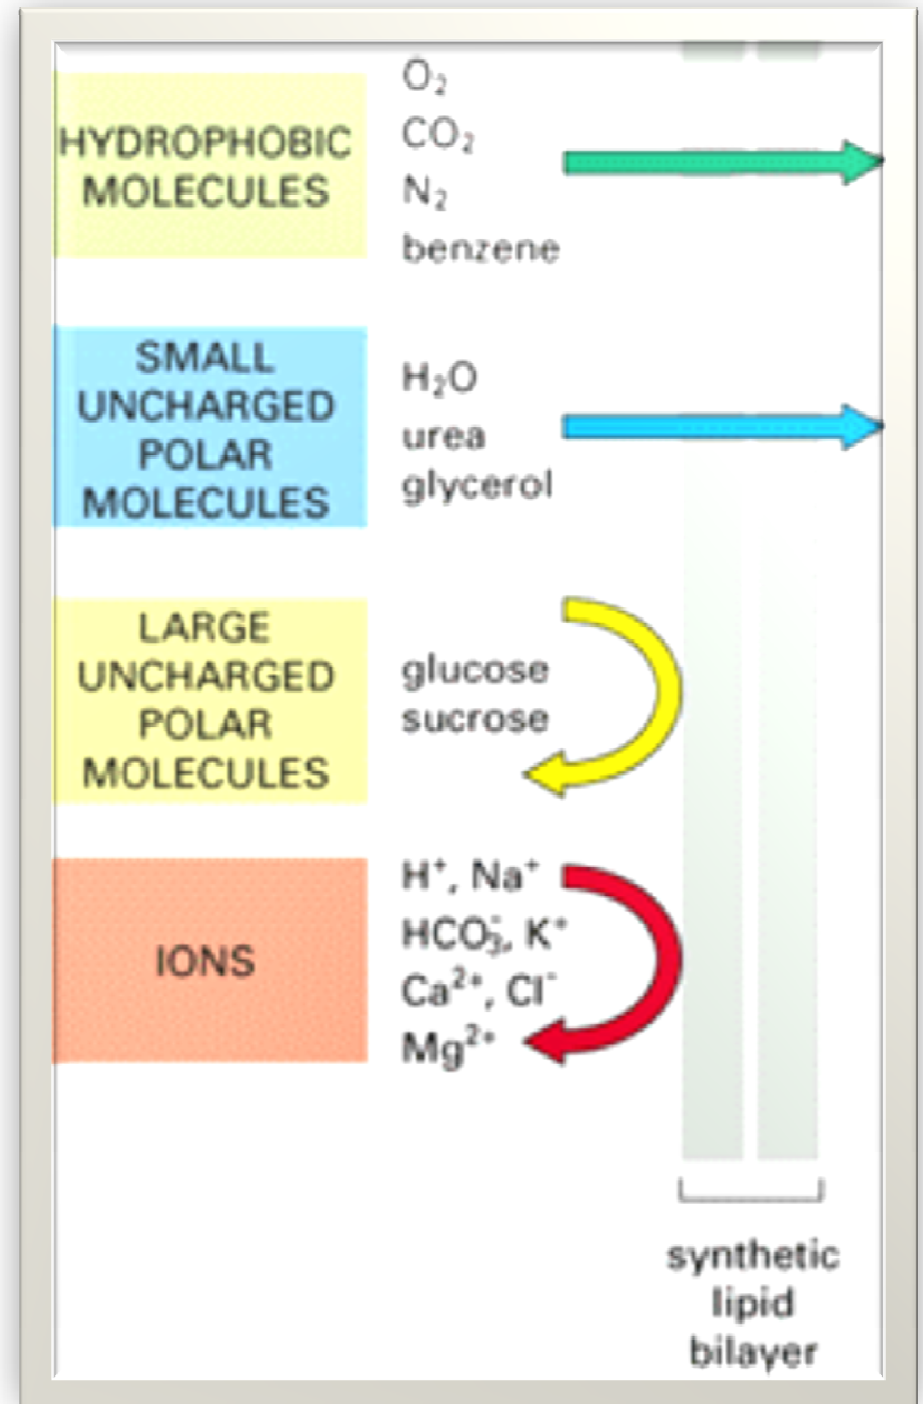 HYDROPHOBIC
MOLECULES
O₂
CO₂
N₂
benzene
SMALL
UNCHARGED
POLAR
MOLECULES
H₂O
urea
glycerol
LARGE
UNCHARGED
POLAR
MOLECULES
glucose
sucrose
IONS
H⁺, Na⁺
HCO₃⁻, K⁺
Ca²⁺, Cl⁻
Mg²⁺
synthetic
lipid
bilayer